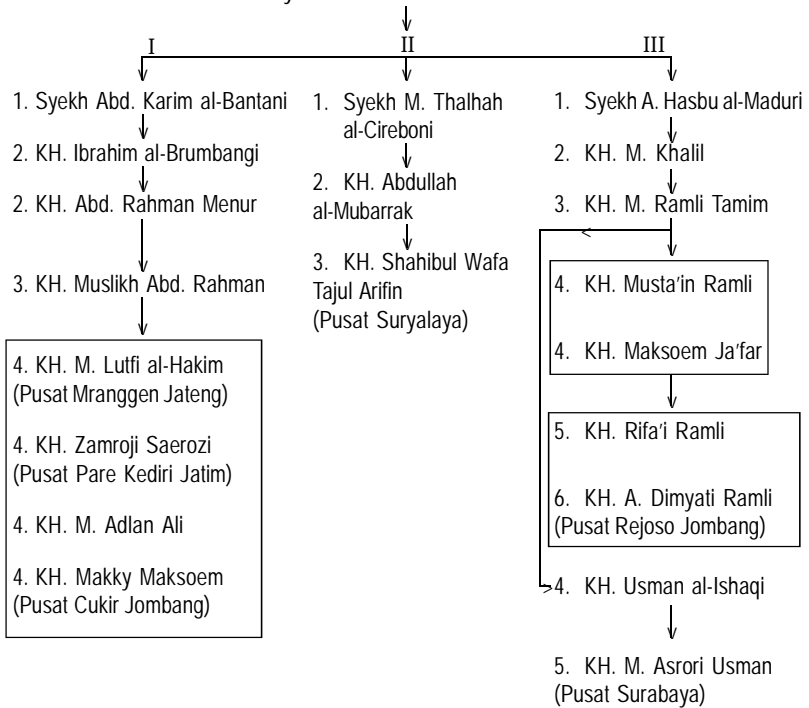 I
II
III
1. Syekh Abd. Karim al-Bantani
2. KH. Ibrahim al-Brumbangi
2. KH. Abd. Rahman Menur
3. KH. Muslikh Abd. Rahman
4. KH. M. Lutfi al-Hakim
(Pusat Mranggen Jateng)
4. KH. Zamroji Saerozi
(Pusat Pare Kediri Jatim)
4. KH. M. Adlan Ali
4. KH. Makky Maksoem
(Pusat Cukir Jombang)
1. Syekh M. Thalhah
al-Cireboni
2. KH. Abdullah
al-Mubarrak
3. KH. Shahibul Wafa
Tajul Arifin
(Pusat Suryalaya)
1. Syekh A. Hasbu al-Maduri
2. KH. M. Khalil
3. KH. M. Ramli Tamim
4. KH. Musta'in Ramli
4. KH. Maksoem Ja'far
5. KH. Rifa'i Ramli
6. KH. A. Dimyati Ramli
(Pusat Rejoso Jombang)
4. KH. Usman al-Ishaqi
5. KH. M. Asrori Usman
(Pusat Surabaya)